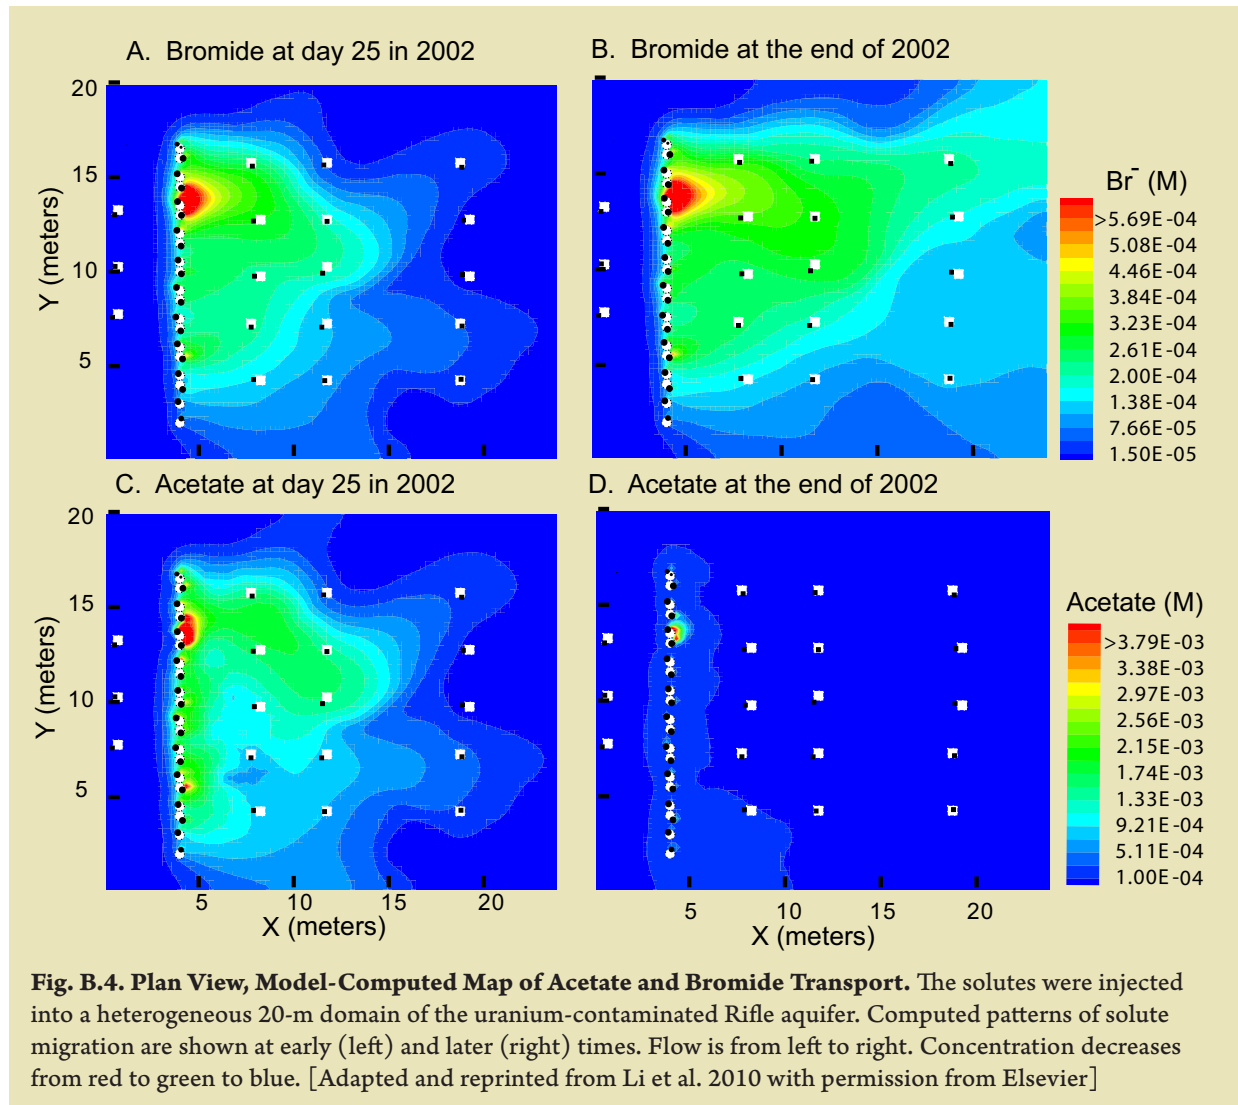 A. Bromide at day 25 in 2002
B. Bromide at the end of 2002
20
15
10
5
Y (meters)
Br⁻ (M)
>5.69E-04
5.08E-04
4.46E-04
3.84E-04
3.23E-04
2.61E-04
2.00E-04
1.38E-04
7.66E-05
1.50E-05
C. Acetate at day 25 in 2002
D. Acetate at the end of 2002
20
15
10
5
Y (meters)
5 10 15 20
X (meters)
5 10 15 20
X (meters)
Acetate (M)
>3.79E-03
3.38E-03
2.97E-03
2.56E-03
2.15E-03
1.74E-03
1.33E-03
9.21E-04
5.11E-04
1.00E-04
Fig. B.4. Plan View, Model-Computed Map of Acetate and Bromide Transport. The solutes were injected
into a heterogeneous 20-m domain of the uranium-contaminated Rifle aquifer. Computed patterns of solute
migration are shown at early (left) and later (right) times. Flow is from left to right. Concentration decreases
from red to green to blue. [Adapted and reprinted from Li et al. 2010 with permission from Elsevier]